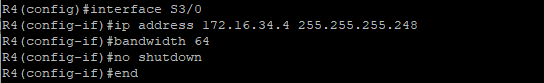 R4(config)#interface S3/0
R4(config-if)#ip address 172.16.34.4 255.255.255.248
R4(config-if)#bandwidth 64
R4(config-if)#no shutdown
R4(config-if)#end